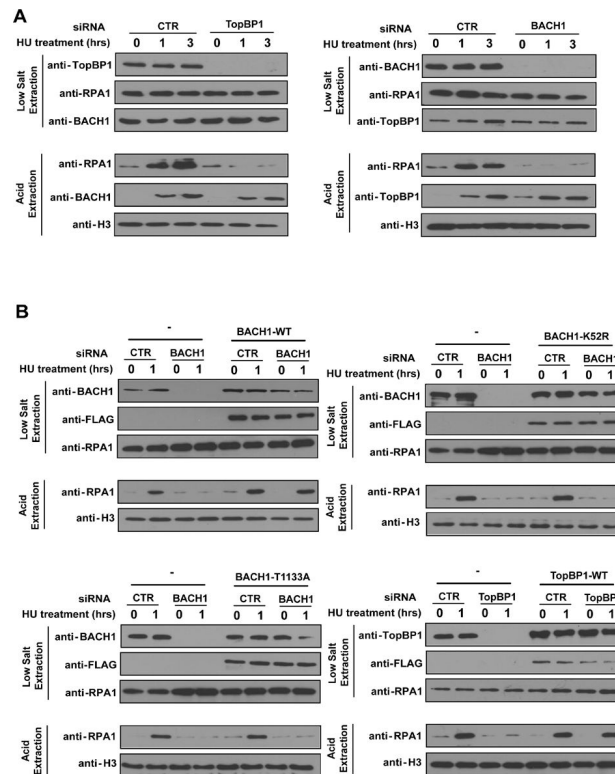 A
siRNA CTR TopBP1
HU treatment (hrs) 0 1 3 0 1 3
Low Salt Extraction
anti-TopBP1
anti-RPA1
anti-BACH1
Acid Extraction
anti-RPA1
anti-BACH1
anti-H3
siRNA CTR BACH1
HU treatment (hrs) 0 1 3 0 1 3
Low Salt Extraction
anti-BACH1
anti-RPA1
anti-TopBP1
Acid Extraction
anti-RPA1
anti-TopBP1
anti-H3
B
- BACH1-WT
siRNA CTR BACH1 CTR BACH1
HU treatment (hrs) 0 1 0 1 0 1 0 1
Low Salt Extraction
anti-BACH1
anti-FLAG
anti-RPA1
Acid Extraction
anti-RPA1
anti-H3
- BACH1-K52R
siRNA CTR BACH1 CTR BACH1
HU treatment (hrs) 0 1 0 1 0 1 0 1
Low Salt Extraction
anti-BACH1
anti-FLAG
anti-RPA1
Acid Extraction
anti-RPA1
anti-H3
- BACH1-T1133A
siRNA CTR BACH1 CTR BACH1
HU treatment (hrs) 0 1 0 1 0 1 0 1
Low Salt Extraction
anti-BACH1
anti-FLAG
anti-RPA1
Acid Extraction
anti-RPA1
anti-H3
- TopBP1-WT
siRNA CTR TopBP1 CTR TopBP
HU treatment (hrs) 0 1 0 1 0 1 0 1
Low Salt Extraction
anti-TopBP1
anti-FLAG
anti-RPA1
Acid Extraction
anti-RPA1
anti-H3